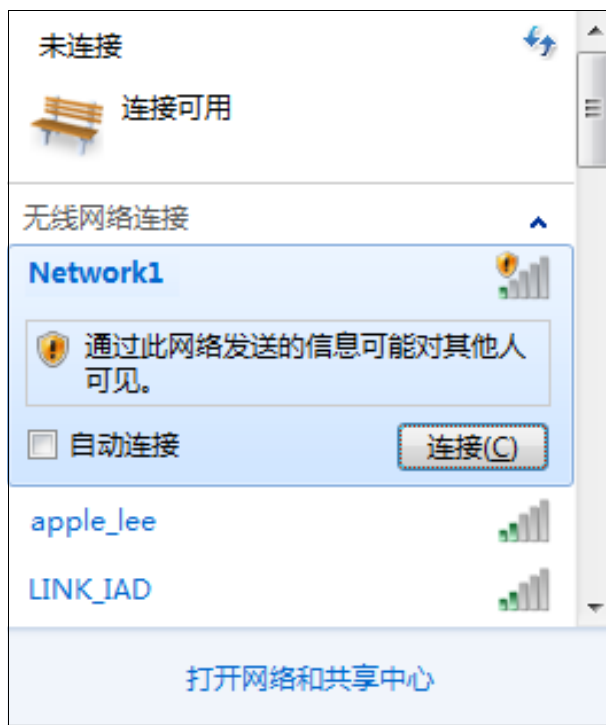 未连接
连接可用
无线网络连接
Network1
通过此网络发送的信息可能对其他人
可见。
自动连接
连接(C)
apple_lee
LINK_IAD
打开网络和共享中心